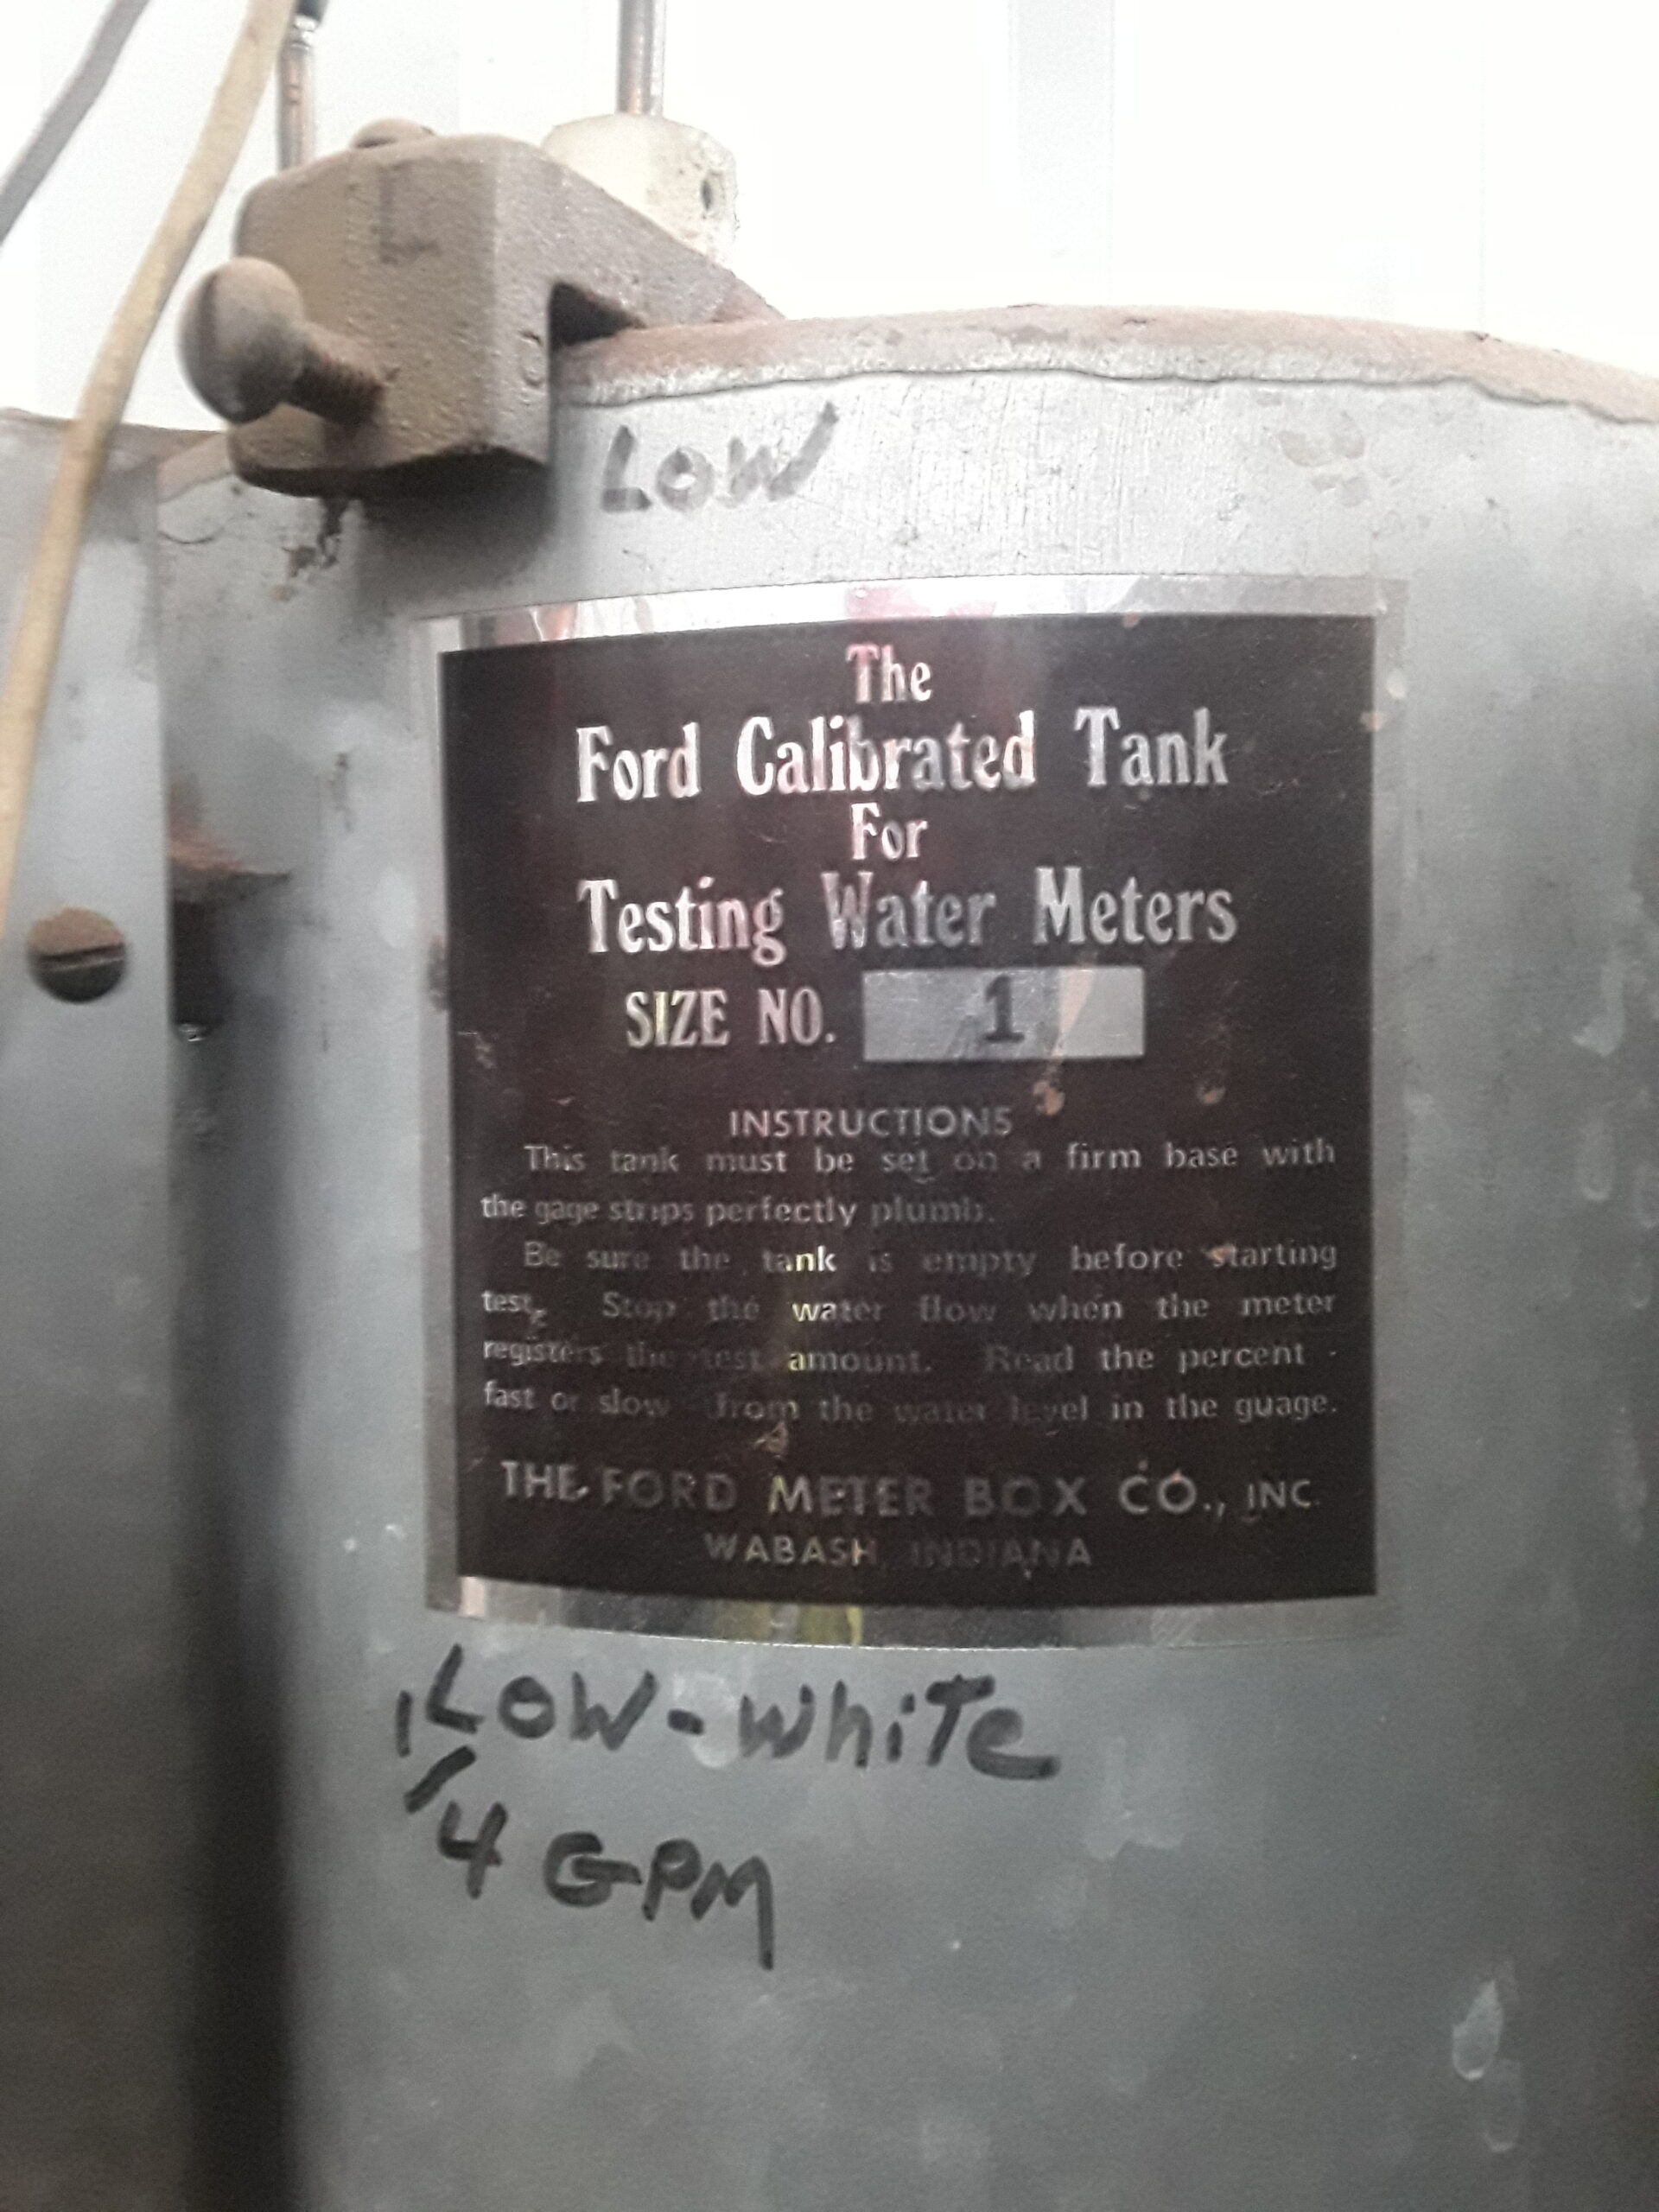 LOW
The
Ford Calibrated Tank
For
Testing Water Meters
SIZE NO. 1
INSTRUCTIONS
This tank must be set on a firm base with
the gage strips perfectly plumb.
Be sure the tank is empty before starting
test. Stop the water flow when the meter
registers the test amount. Read the percent
fast or slow from the water level in the guage.
THE FORD METER BOX CO., INC.
WABASH, INDIANA
LOW-White
1/4 GPM